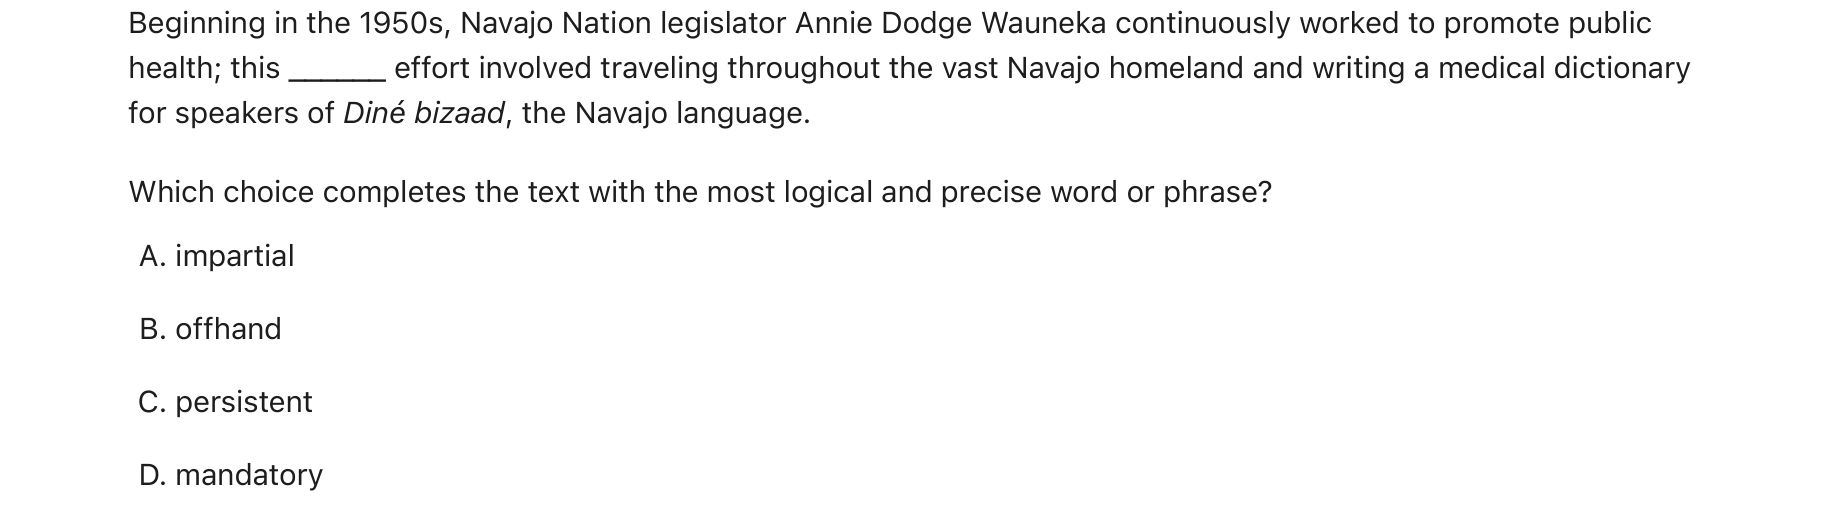 Beginning in the 1950s, Navajo Nation legislator Annie Dodge Wauneka continuously worked to promote public
health; this ______ effort involved traveling throughout the vast Navajo homeland and writing a medical dictionary
for speakers of Diné bizaad, the Navajo language.
Which choice completes the text with the most logical and precise word or phrase?
A. impartial
B. offhand
C. persistent
D. mandatory